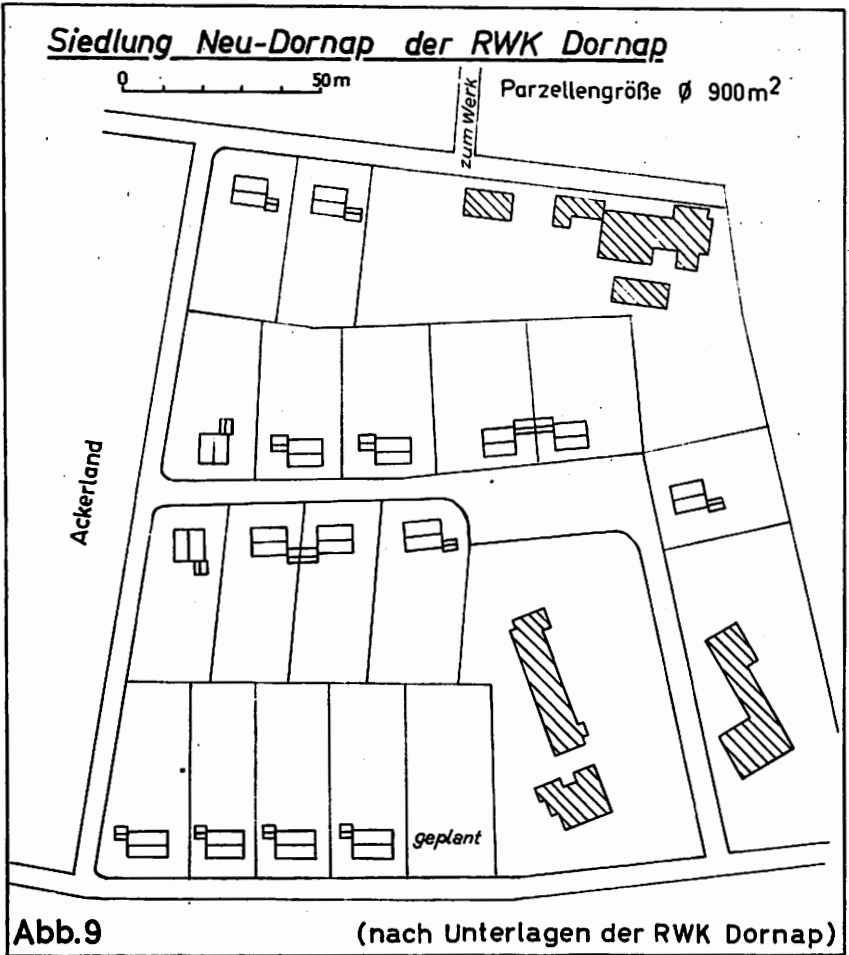 Siedlung Neu-Dornap der RWK Dornap
0 50m
Parzellengröße Ø 900m²
zum Werk
Ackerland
geplant
Abb.9 (nach Unterlagen der RWK Dornap)